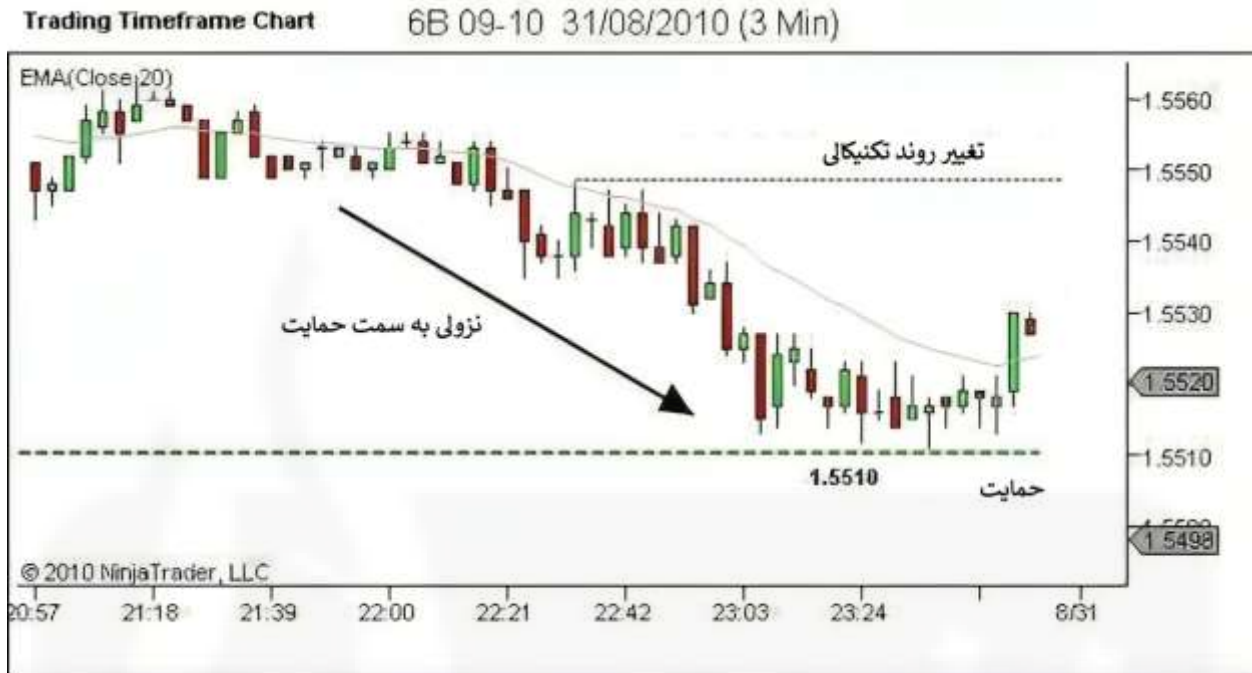 Trading Timeframe Chart
6B 09-10 31/08/2010 (3 Min)
EMA(Close,20)
1.5560
تغییر روند تکنیکالی
1.5550
1.5540
نزولی به سمت حمایت
1.5530
1.5520
1.5510
1.5510
حمایت
1.5498
© 2010 NinjaTrader, LLC
20:57 21:18 21:39 22:00 22:21 22:42 23:03 23:24 8/31